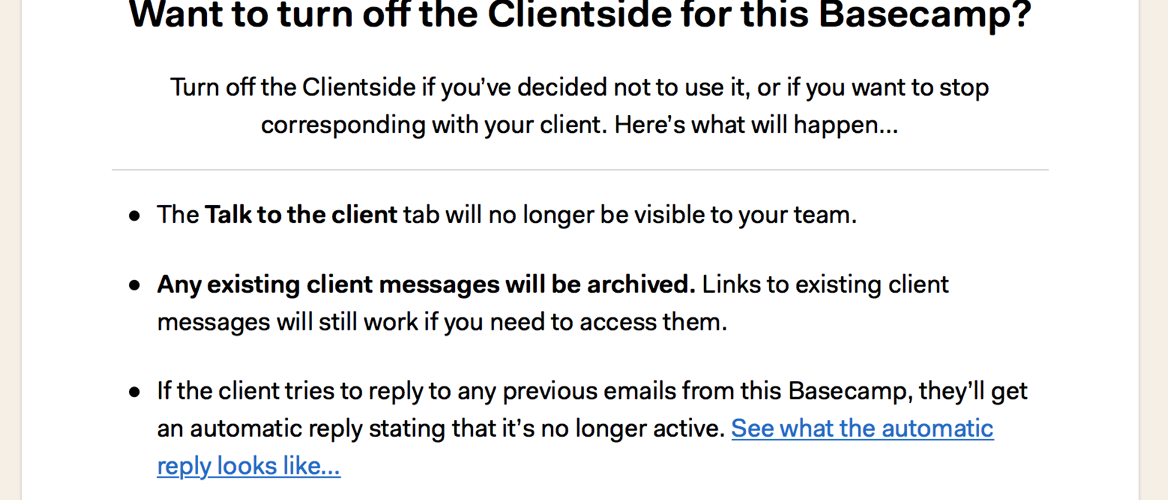 Want to turn off the Clientside for this Basecamp?
Turn off the Clientside if you’ve decided not to use it, or if you want to stop
corresponding with your client. Here’s what will happen...
● The Talk to the client tab will no longer be visible to your team.
● Any existing client messages will be archived. Links to existing client
messages will still work if you need to access them.
● If the client tries to reply to any previous emails from this Basecamp, they’ll get
an automatic reply stating that it’s no longer active. See what the automatic
reply looks like...